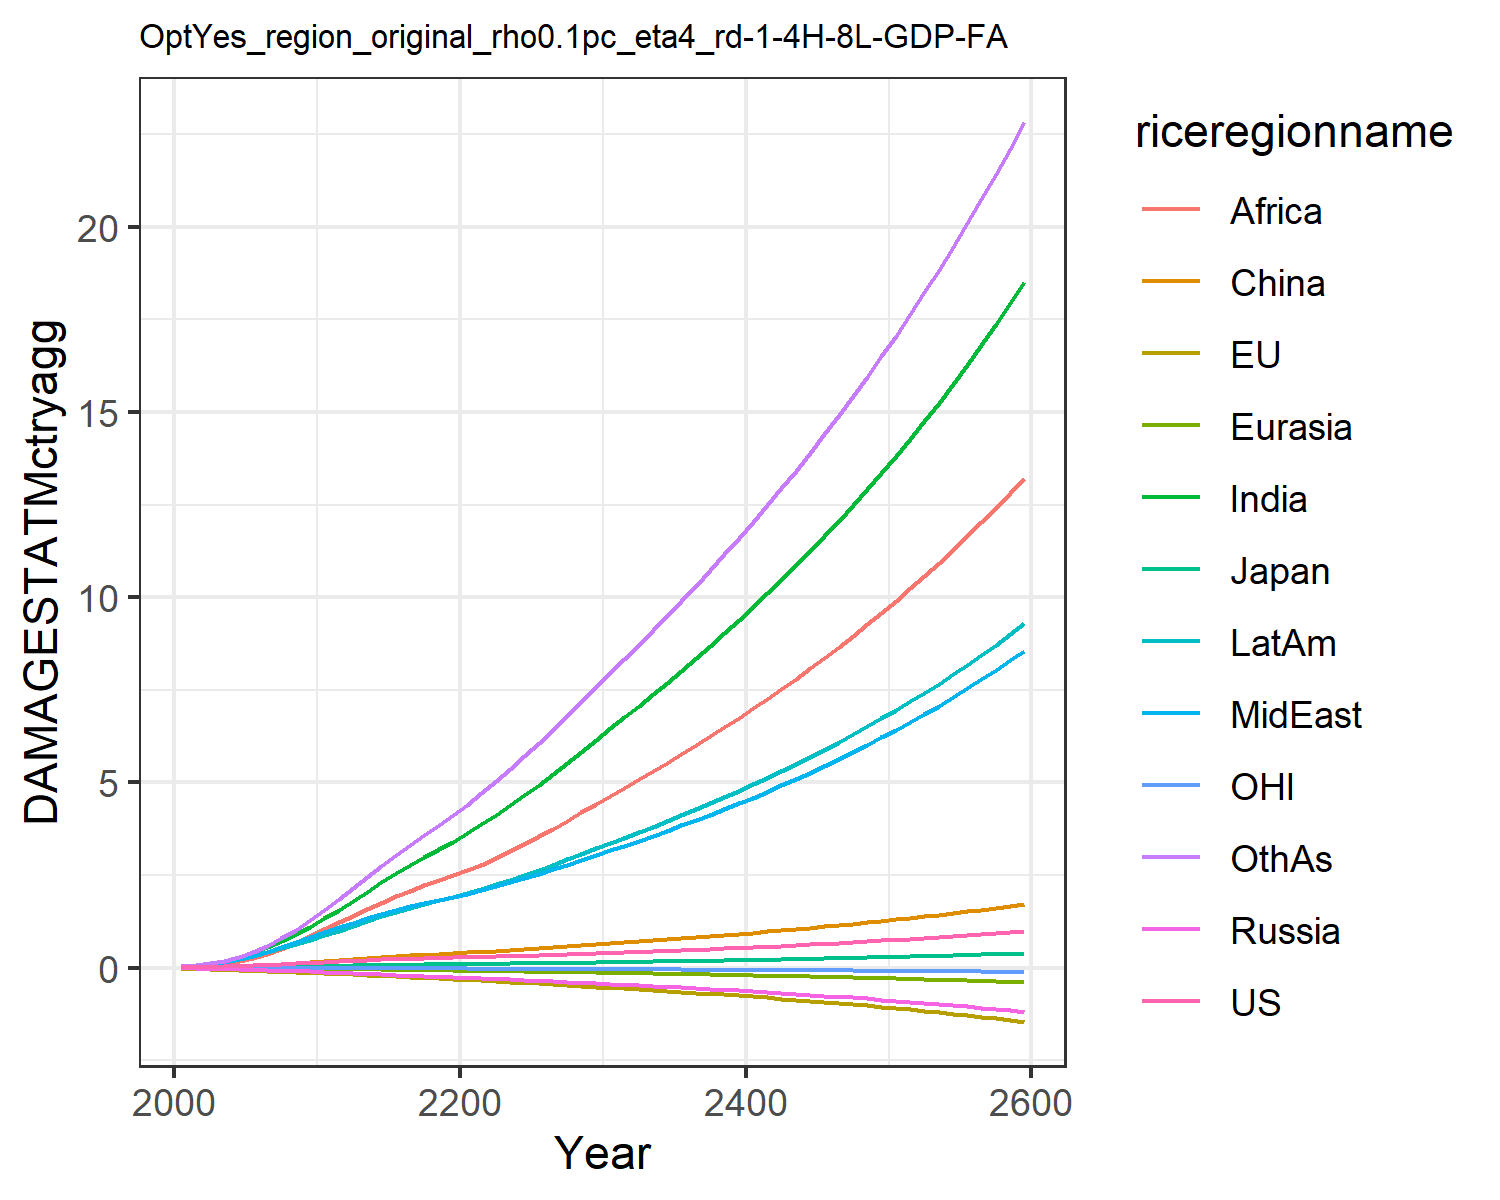 OptYes_region_original_rho0.1pc_eta4_rd-1-4H-8L-GDP-FA
DAMAGESTATMctryagg
20
15
10
5
0
2000
2200
2400
2600
Year
riceregionname
Africa
China
EU
Eurasia
India
Japan
LatAm
MidEast
OHI
OthAs
Russia
US